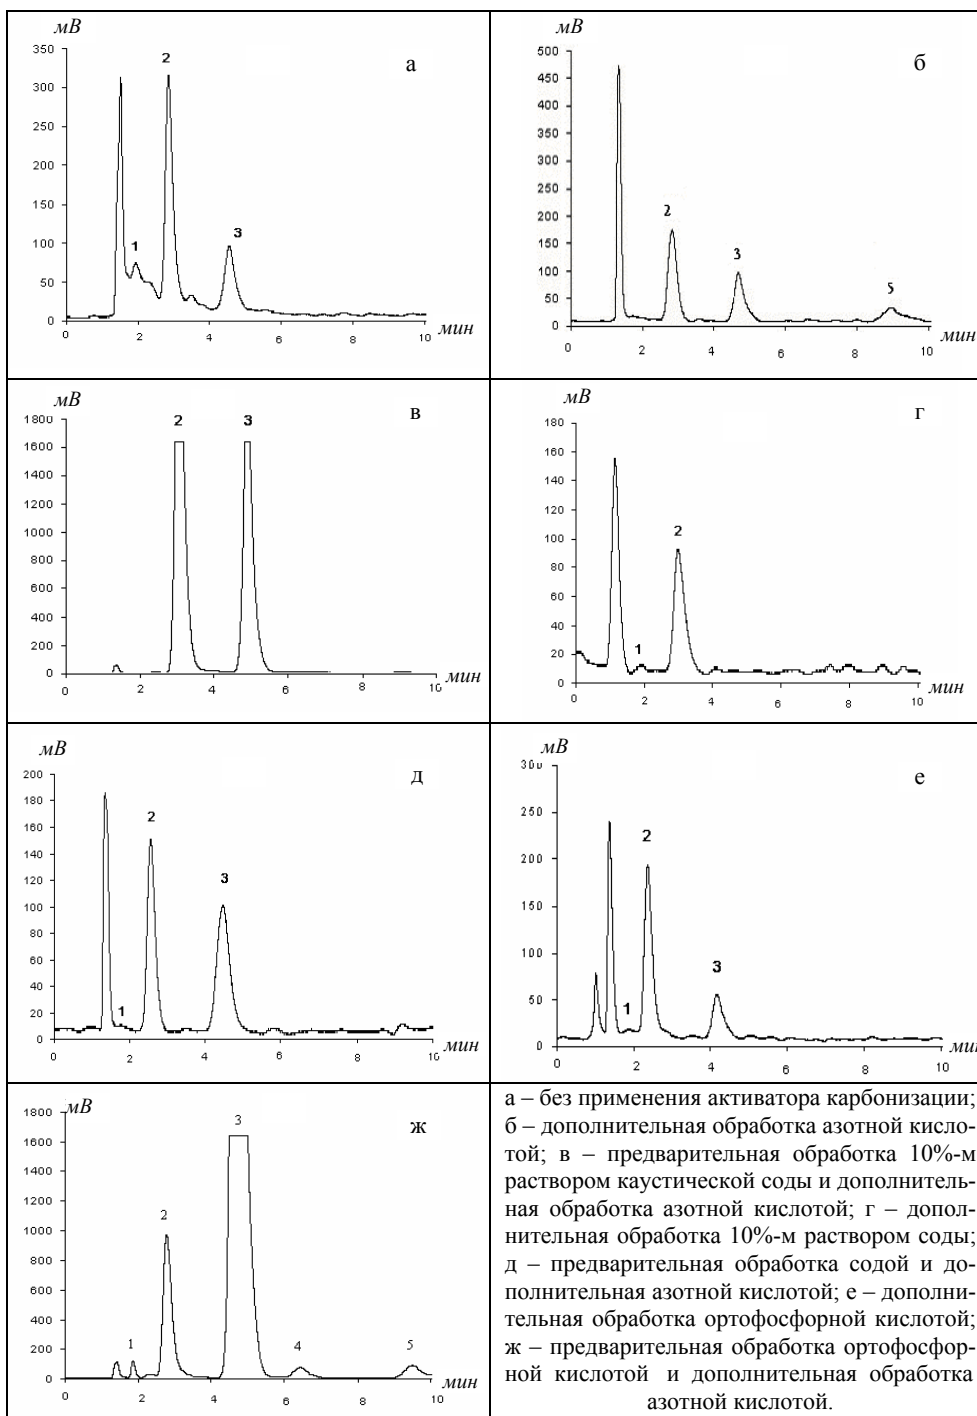 мВ
а
350
300
250
200
150
100
50
0
2
1
3
0 2 4 6 8 10
мин
мВ
б
500
450
400
350
300
250
200
150
100
50
0
2
3
5
0 2 4 6 8 10
мин
мВ
в
1800
1600
1400
1200
1000
800
600
400
200
0
2 3
0 2 4 6 8 10
мин
мВ
г
180
160
140
120
100
80
60
40
20
0
2
1
0 2 4 6 8 10
мин
мВ
д
200
180
160
140
120
100
80
60
40
20
0
2
3
1
0 2 4 6 8 10
мин
мВ
е
300
250
200
150
100
50
0
2
3
1
0 2 4 6 8 10
мин
мВ
ж
1800
1600
1400
1200
1000
800
600
400
200
0
3
2
1
4
5
0 2 4 6 8 10
мин
а – без применения активатора карбонизации;
б – дополнительная обработка азотной кисло-
той; в – предварительная обработка 10%-м
раствором каустической соды и дополнитель-
ная обработка азотной кислотой; г – допол-
нительная обработка 10%-м раствором соды;
д – предварительная обработка содой и до-
полнительная азотной кислотой; е – дополни-
тельная обработка ортофосфорной кислотой;
ж – предварительная обработка ортофосфор-
ной кислотой и дополнительная обработка
азотной кислотой.